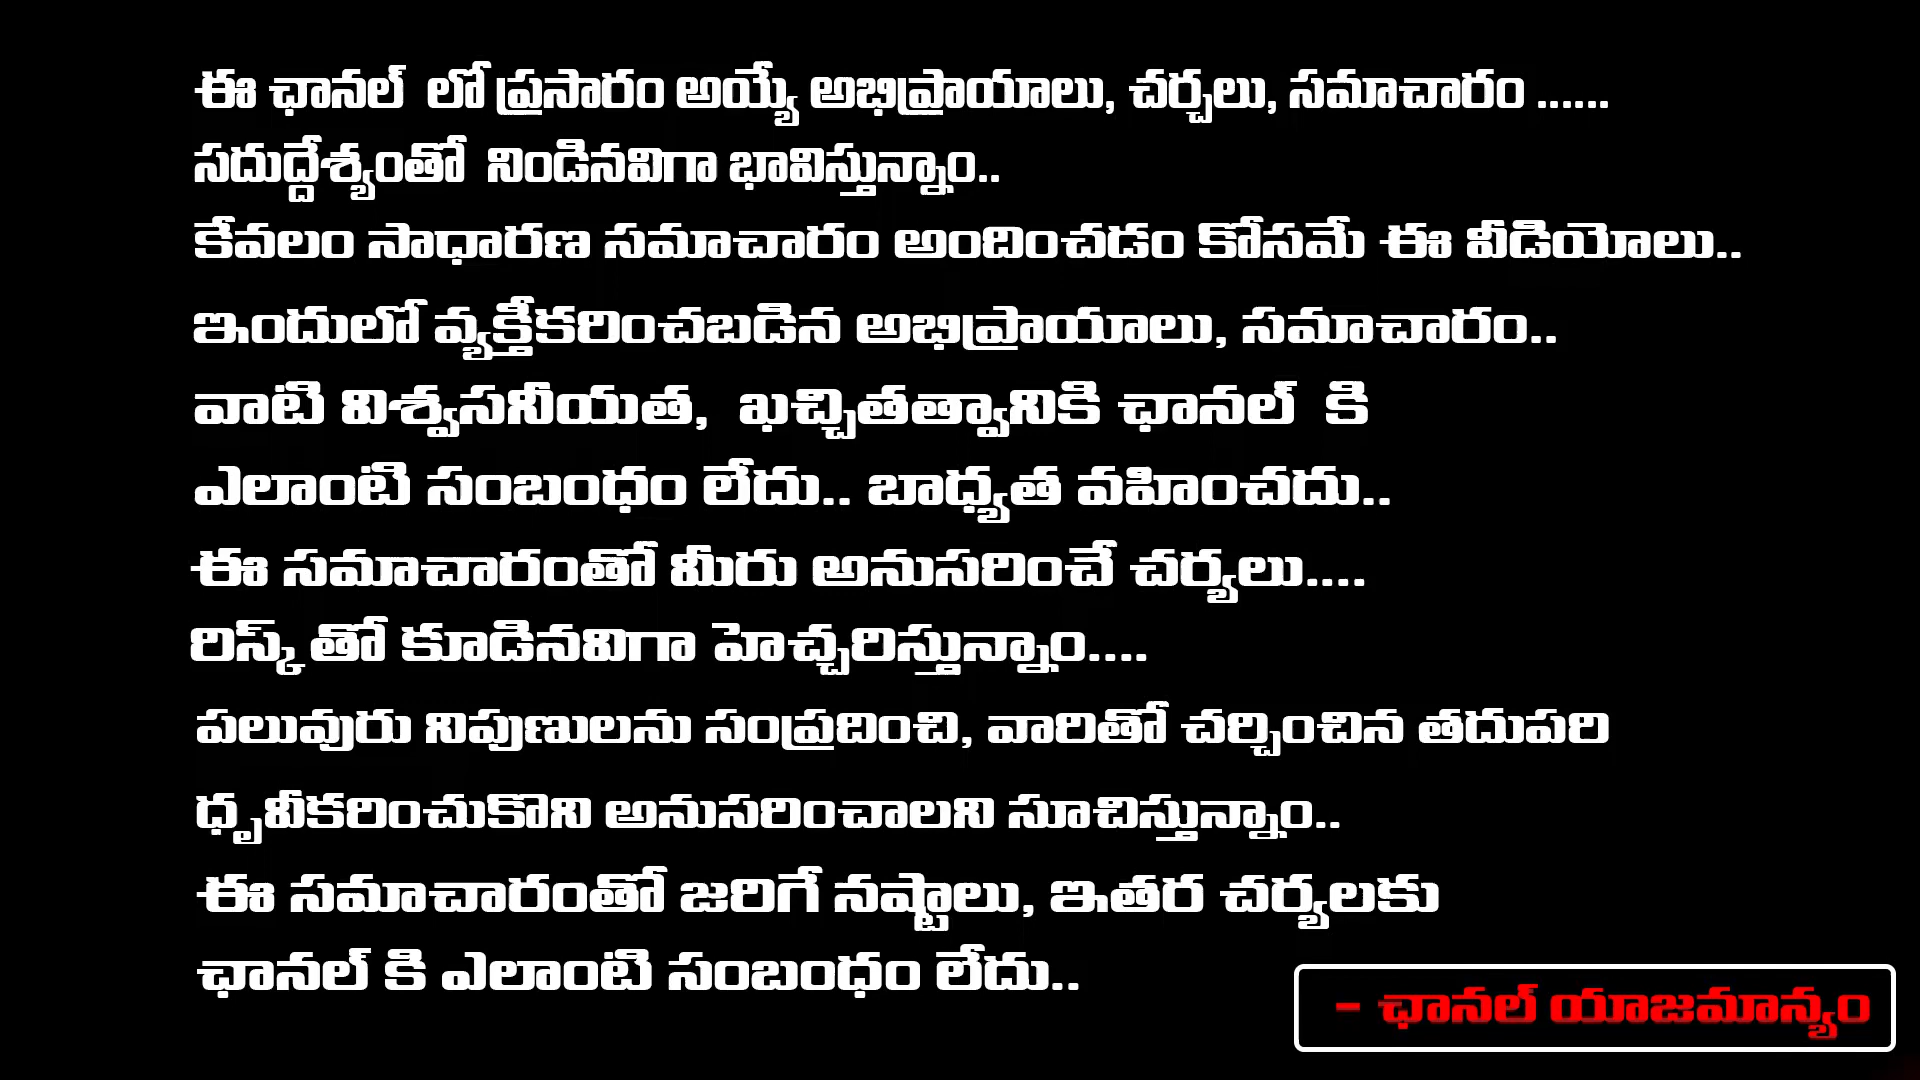 ఈ ఛానల్ లో ప్రసారం అయ్యే అభిప్రాయాలు, చర్చలు, సమాచారం ......
సదుద్దేశ్యంతో నిండినవిగా భావిస్తున్నాం..
కేవలం సాధారణ సమాచారం అందించడం కోసమే ఈ వీడియోలు..
ఇందులో వ్యక్తీకరించబడిన అభిప్రాయాలు, సమాచారం..
వాటి విశ్వసనీయత, ఖచ్చితత్వానికి ఛానల్ కి
ఎలాంటి సంబంధం లేదు.. బాధ్యత వహించదు..
ఈ సమాచారంతో మీరు అనుసరించే చర్యలు....
రిస్క్ తో కూడినవిగా హెచ్చరిస్తున్నాం....
పలువురు నిపుణులను సంప్రదించి, వారితో చర్చించిన తదుపరి
ధృవీకరించుకొని అనుసరించాలని సూచిస్తున్నాం..
ఈ సమాచారంతో జరిగే నష్టాలు, ఇతర చర్యలకు
ఛానల్ కి ఎలాంటి సంబంధం లేదు..
- ఛానల్ యాజమాన్యం